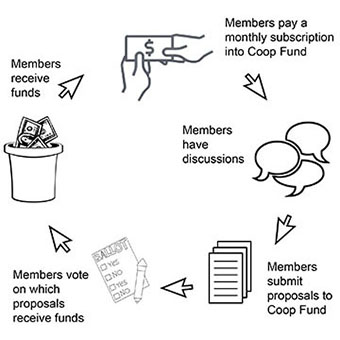 Members pay a
monthly subscription
into Coop Fund
$
Members
have
discussions
Members
submit
proposals to
Coop Fund
BALLOT
YES
NO
YES
NO
Members vote
on which
proposals
receive funds
Members
receive
funds